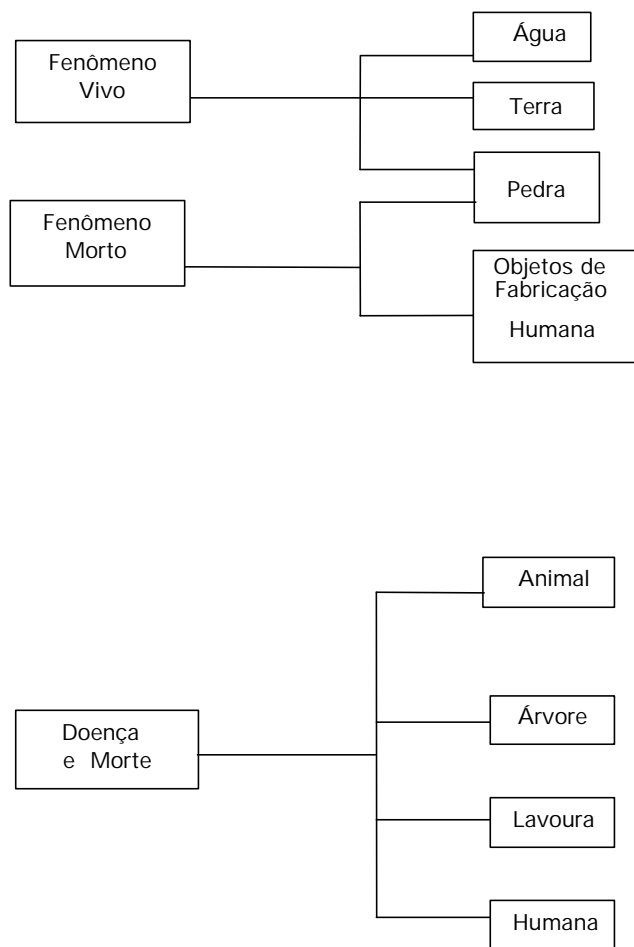 Fenômeno
Vivo
Água
Terra
Pedra
Fenômeno
Morto
Objetos de
Fabricação
Humana
Doença
e Morte
Animal
Árvore
Lavoura
Humana